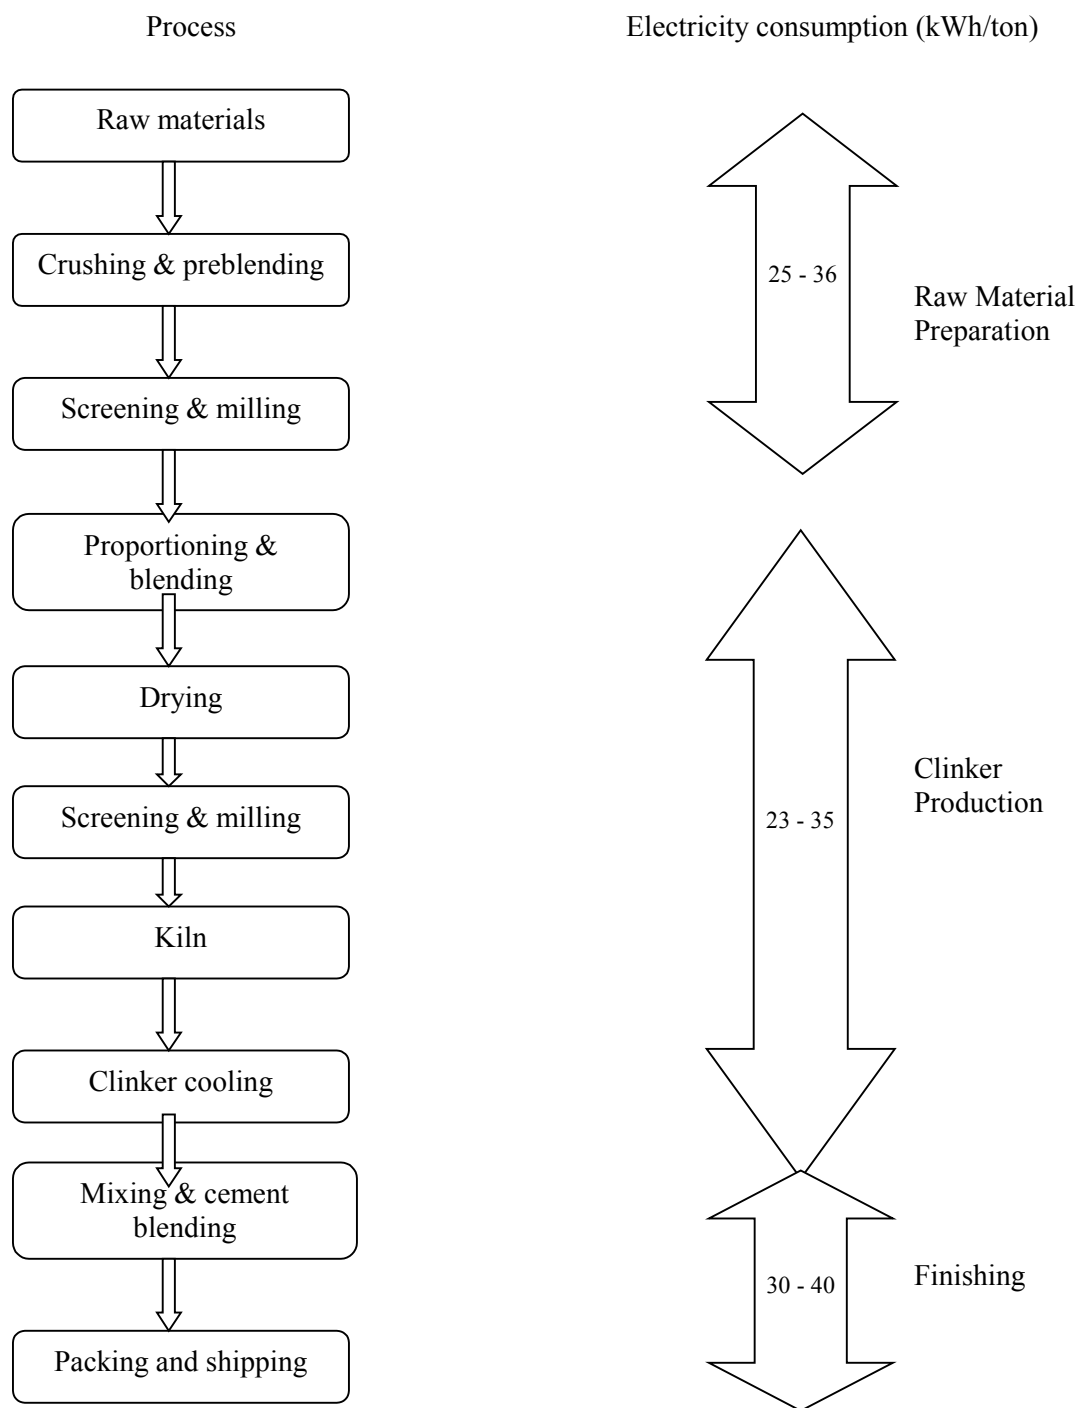 Process
Electricity consumption (kWh/ton)
Raw materials
Crushing & preblending
Screening & milling
Proportioning &
blending
Drying
Screening & milling
Kiln
Clinker cooling
Mixing & cement
blending
Packing and shipping
25 - 36
Raw Material
Preparation
23 - 35
Clinker
Production
30 - 40
Finishing